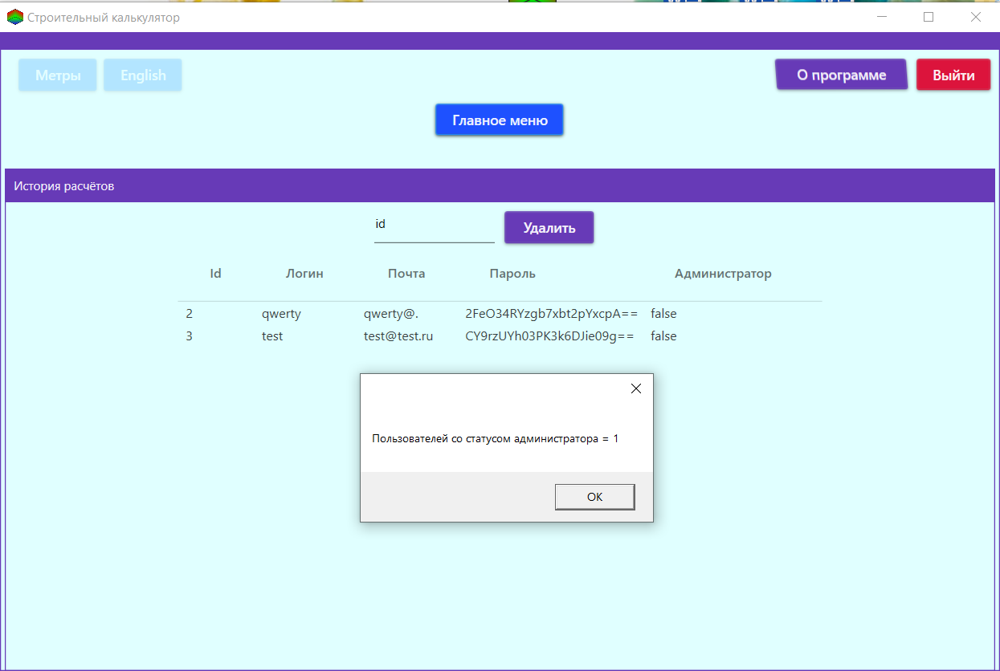 Строительный калькулятор
Метры English О программе Выйти
Главное меню
История расчётов
id Удалить
Id Логин Почта Пароль Администратор
2 qwerty qwerty@. 2FeO34RYzgb7xbt2pYxcpA== false
3 test test@test.ru CY9rzUYh03PK3k6DJie09g== false
Пользователей со статусом администратора = 1
OK